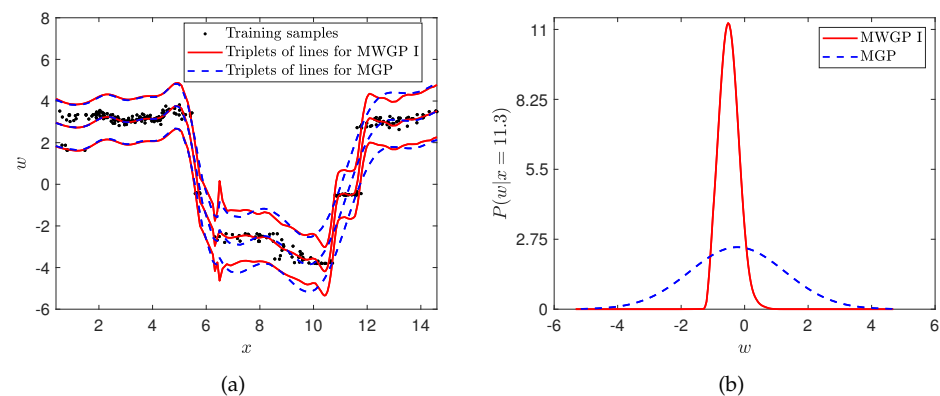 8
6
4
2
0
-2
-4
-6
w
2
4
6
8
10
12
14
x
Training samples
Triplets of lines for MWGP I
Triplets of lines for MGP
(a)
11
8.25
5.5
2.75
0
P(w|x = 11.3)
-6
-4
-2
0
2
4
6
w
MWGP I
MGP
(b)